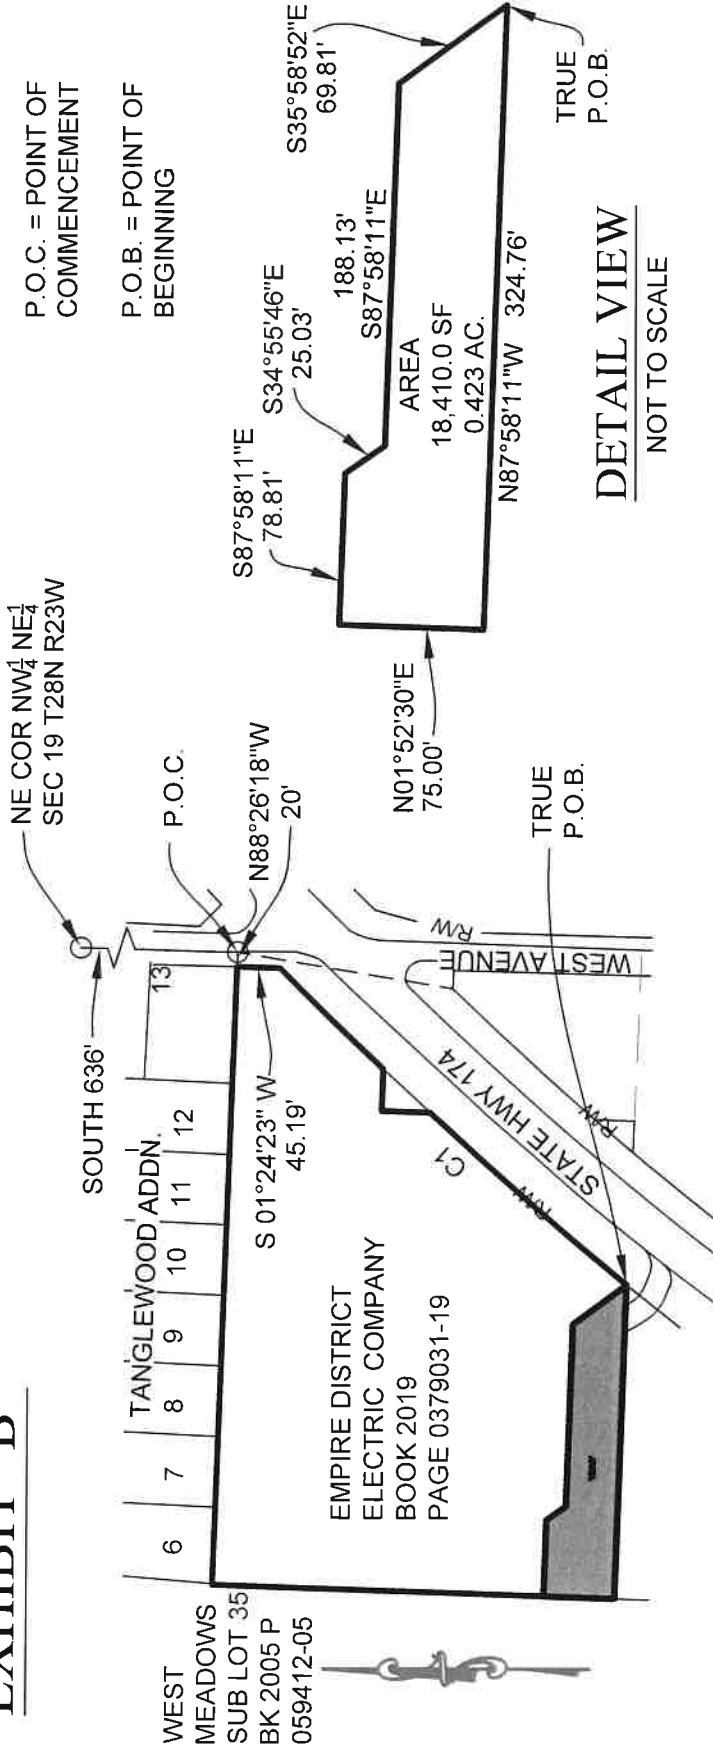 EXHIBIT "B"
NE COR NW¼ NE¼
SEC 19 T28N R23W
SOUTH 636'
P.O.C.
N88°26'18"W
20'
TANGLEWOOD ADDN.
6
7
8
9
10
11
12
13
S 01°24'23" W
45.19'
WEST
MEADOWS
SUB LOT 35
BK 2005 P
059412-05
EMPIRE DISTRICT
ELECTRIC COMPANY
BOOK 2019
PAGE 0379031-19
C1
R/W
STATE HWY 174
R/W
WEST AVENUE
R/W
TRUE
P.O.B.
P.O.C. = POINT OF
COMMENCEMENT
P.O.B. = POINT OF
BEGINNING
S87°58'11"E
78.81'
S34°55'46"E
25.03'
188.13'
S87°58'11"E
S35°58'52"E
69.81'
AREA
18,410.0 SF
0.423 AC.
N87°58'11"W 324.76'
N01°52'30"E
75.00'
TRUE
P.O.B.
DETAIL VIEW
NOT TO SCALE